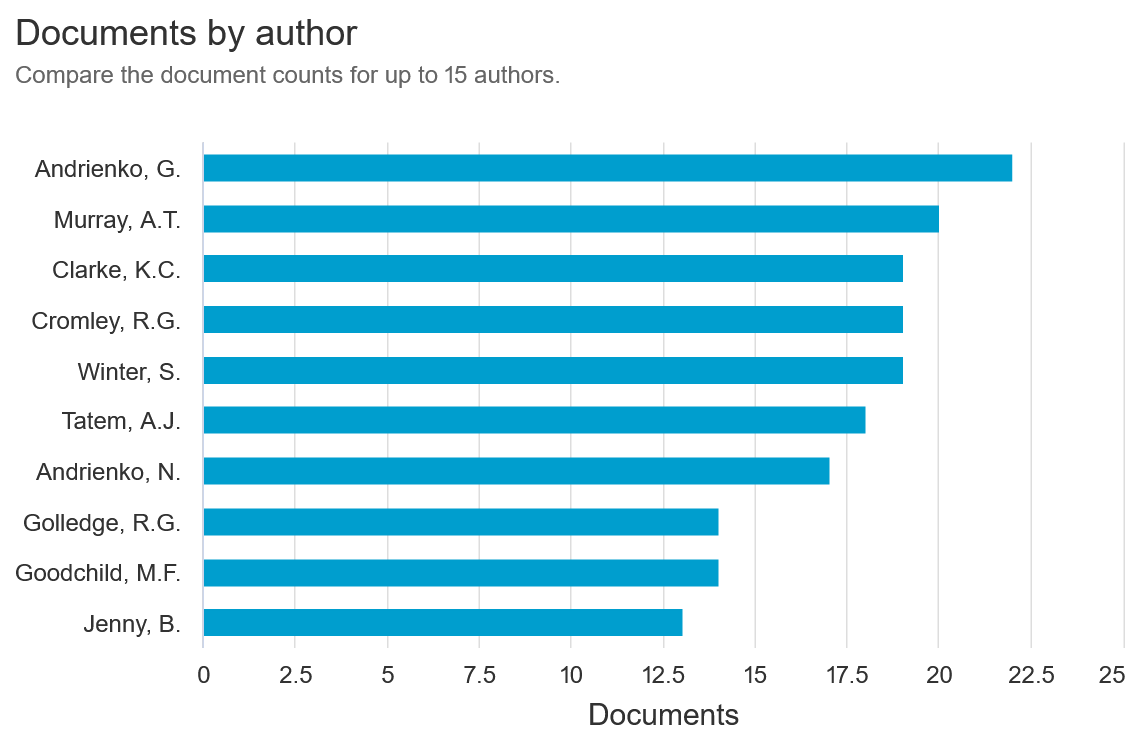 Documents by author
Compare the document counts for up to 15 authors.
Andrienko, G.
Murray, A.T.
Clarke, K.C.
Cromley, R.G.
Winter, S.
Tatem, A.J.
Andrienko, N.
Golledge, R.G.
Goodchild, M.F.
Jenny, B.
0 2.5 5 7.5 10 12.5 15 17.5 20 22.5 25
Documents